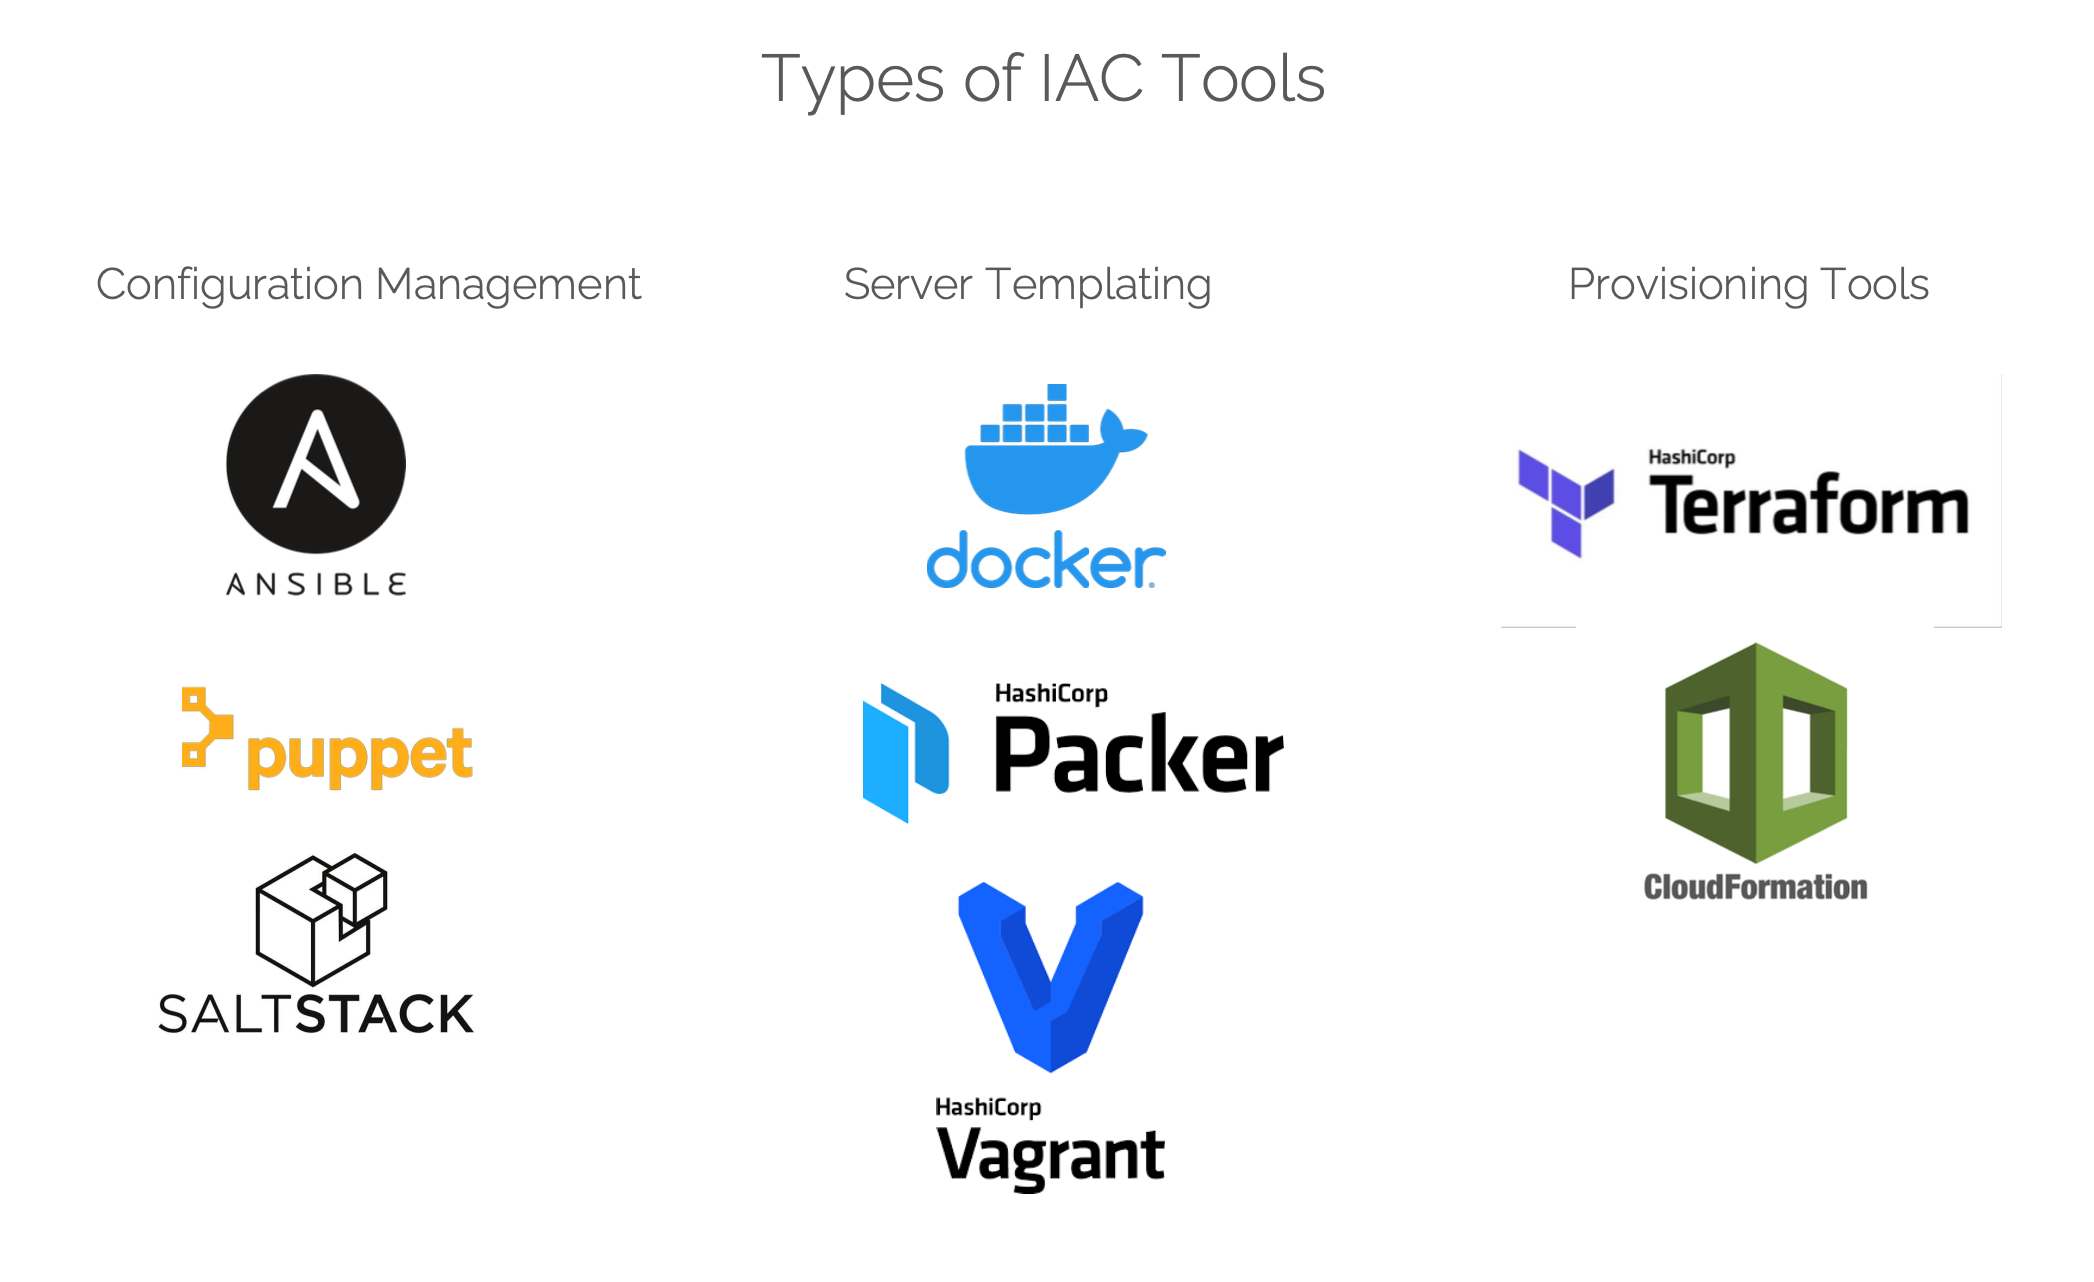 Types of IAC Tools
Configuration Management
ANSIBLE
puppet
SALTSTACK
Server Templating
docker
HashiCorp
Packer
HashiCorp
Vagrant
Provisioning Tools
HashiCorp
Terraform
CloudFormation